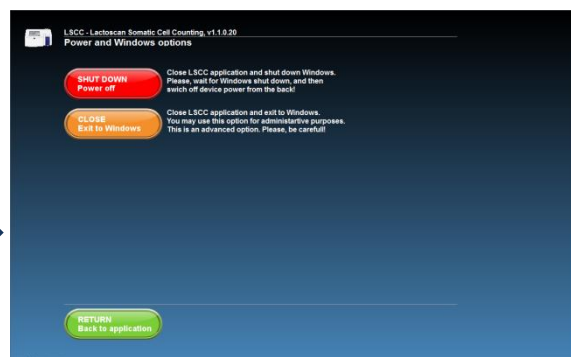 LSCC - Lactoscan Somatic Cell Counting, v1.1.0.20
Power and Windows options
SHUT DOWN
Power off
Close LSCC application and shut down Windows.
Please, wait for Windows shut down, and then
swich off device power from the back!
CLOSE
Exit to Windows
Close LSCC application and exit to Windows.
You may use this option for administartive purposes.
This is an advanced option. Please, be carefull!
RETURN
Back to application